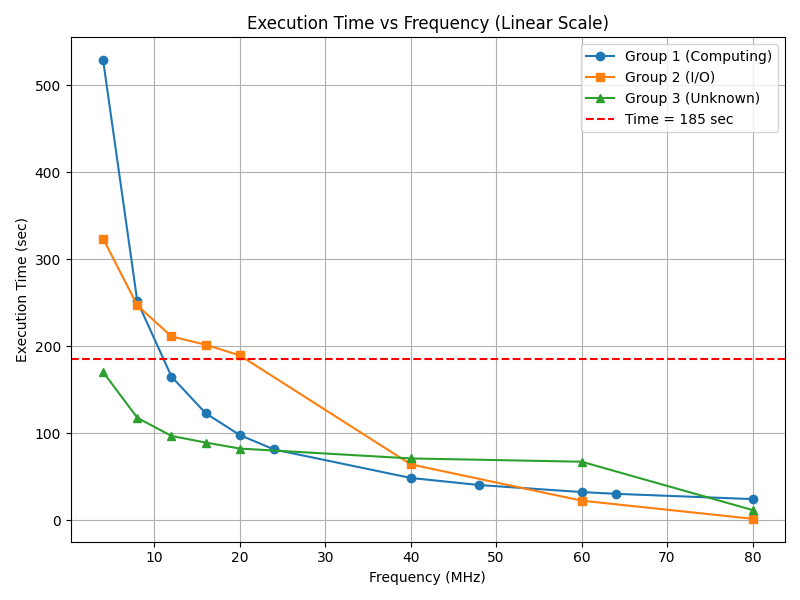 Execution Time vs Frequency (Linear Scale)
Group 1 (Computing)
Group 2 (I/O)
Group 3 (Unknown)
Time = 185 sec
Execution Time (sec)
500
400
300
200
100
0
10 20 30 40 50 60 70 80
Frequency (MHz)